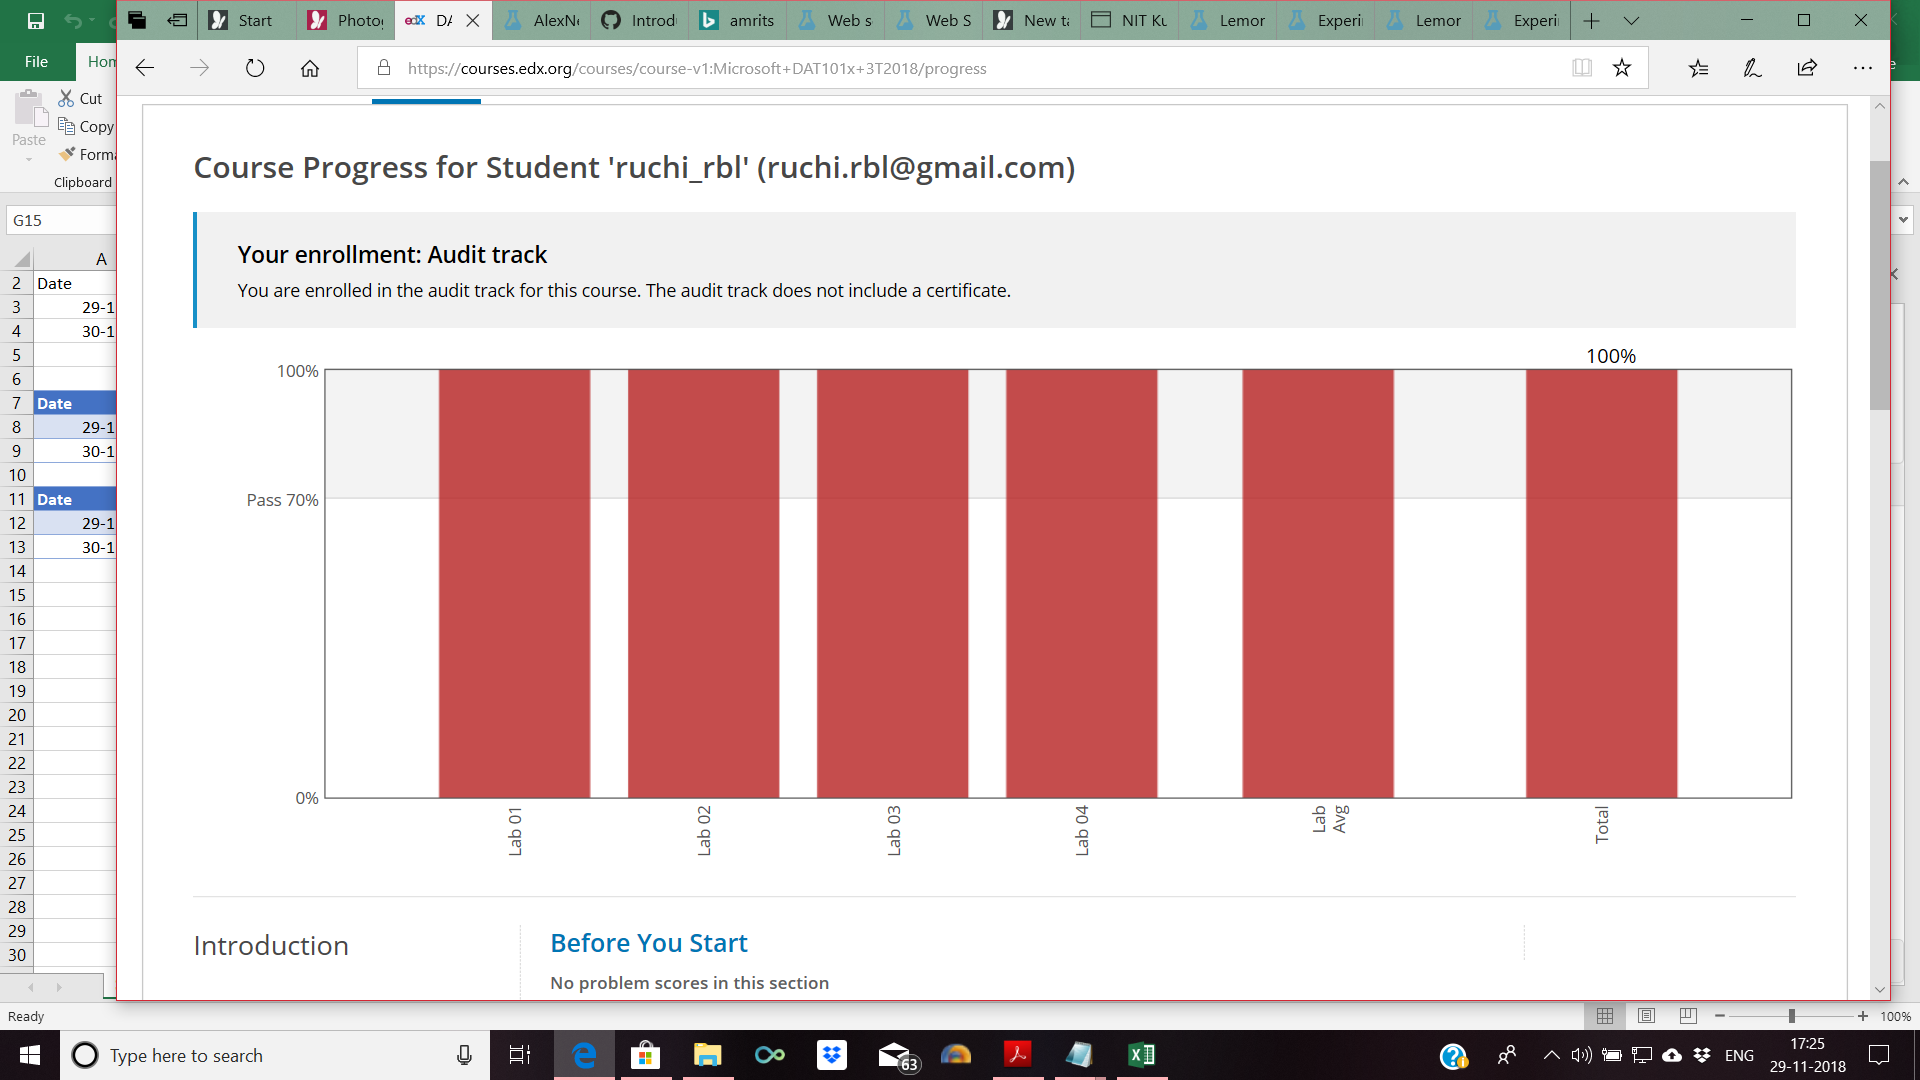 Start
Photog
edX DA
AlexNe
Introd
amrits
Web s
Web S
New ta
NIT Ku
Lemor
Experi
Lemor
Experi
File
Hom
https://courses.edx.org/courses/course-v1:Microsoft+DAT101x+3T2018/progress
Cut
Copy
Forma
Paste
Clipboard
G15
A
2 Date
3 29-1
4 30-1
5
6
7 Date
8 29-1
9 30-1
10
11 Date
12 29-1
13 30-1
14
15
16
17
18
19
20
21
22
23
24
25
26
27
28
29
30
Course Progress for Student 'ruchi_rbl' (ruchi.rbl@gmail.com)
Your enrollment: Audit track
You are enrolled in the audit track for this course. The audit track does not include a certificate.
100%
100%
Pass 70%
0%
Lab 01
Lab 02
Lab 03
Lab 04
Lab
Avg
Total
Introduction
Before You Start
No problem scores in this section
Ready
100%
Type here to search
63
ENG
17:25
29-11-2018